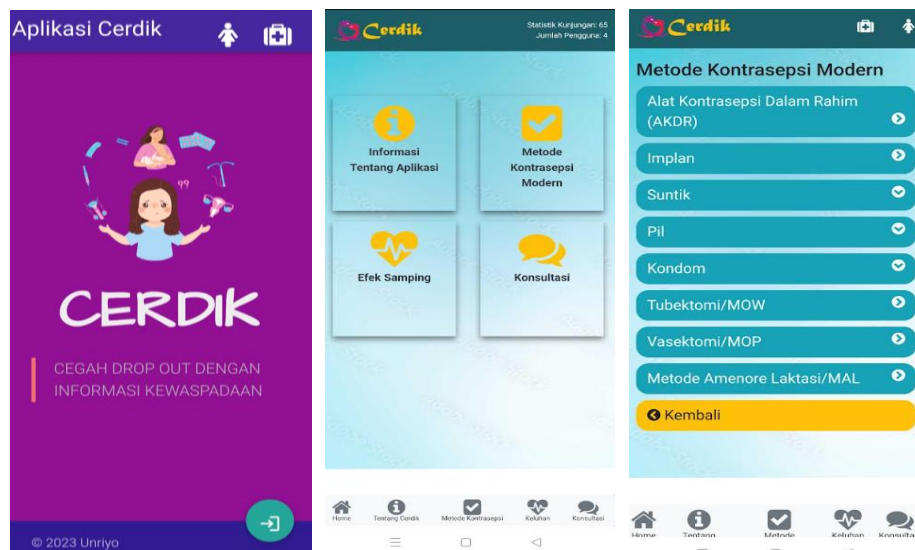 Aplikasi Cerdik
CERDIK
CEGAH DROP OUT DENGAN
INFORMASI KEWASPADAAN
© 2023 Unriyo
Cerdik
Statistik Kunjungan: 65
Jumlah Pengguna: 4
Informasi
Tentang Aplikasi
Metode
Kontrasepsi
Modern
Efek Samping
Konsultasi
Home
Tentang Cerdik
Metode Kontrasepsi
Keluhan
Konsultasi
Cerdik
Metode Kontrasepsi Modern
Alat Kontrasepsi Dalam Rahim
(AKDR)
Implan
Suntik
Pil
Kondom
Tubektomi/MOW
Vasektomi/MOP
Metode Amenore Laktasi/MAL
Kembali
Home
Tentang
Metode
Keluhan
Konsulta